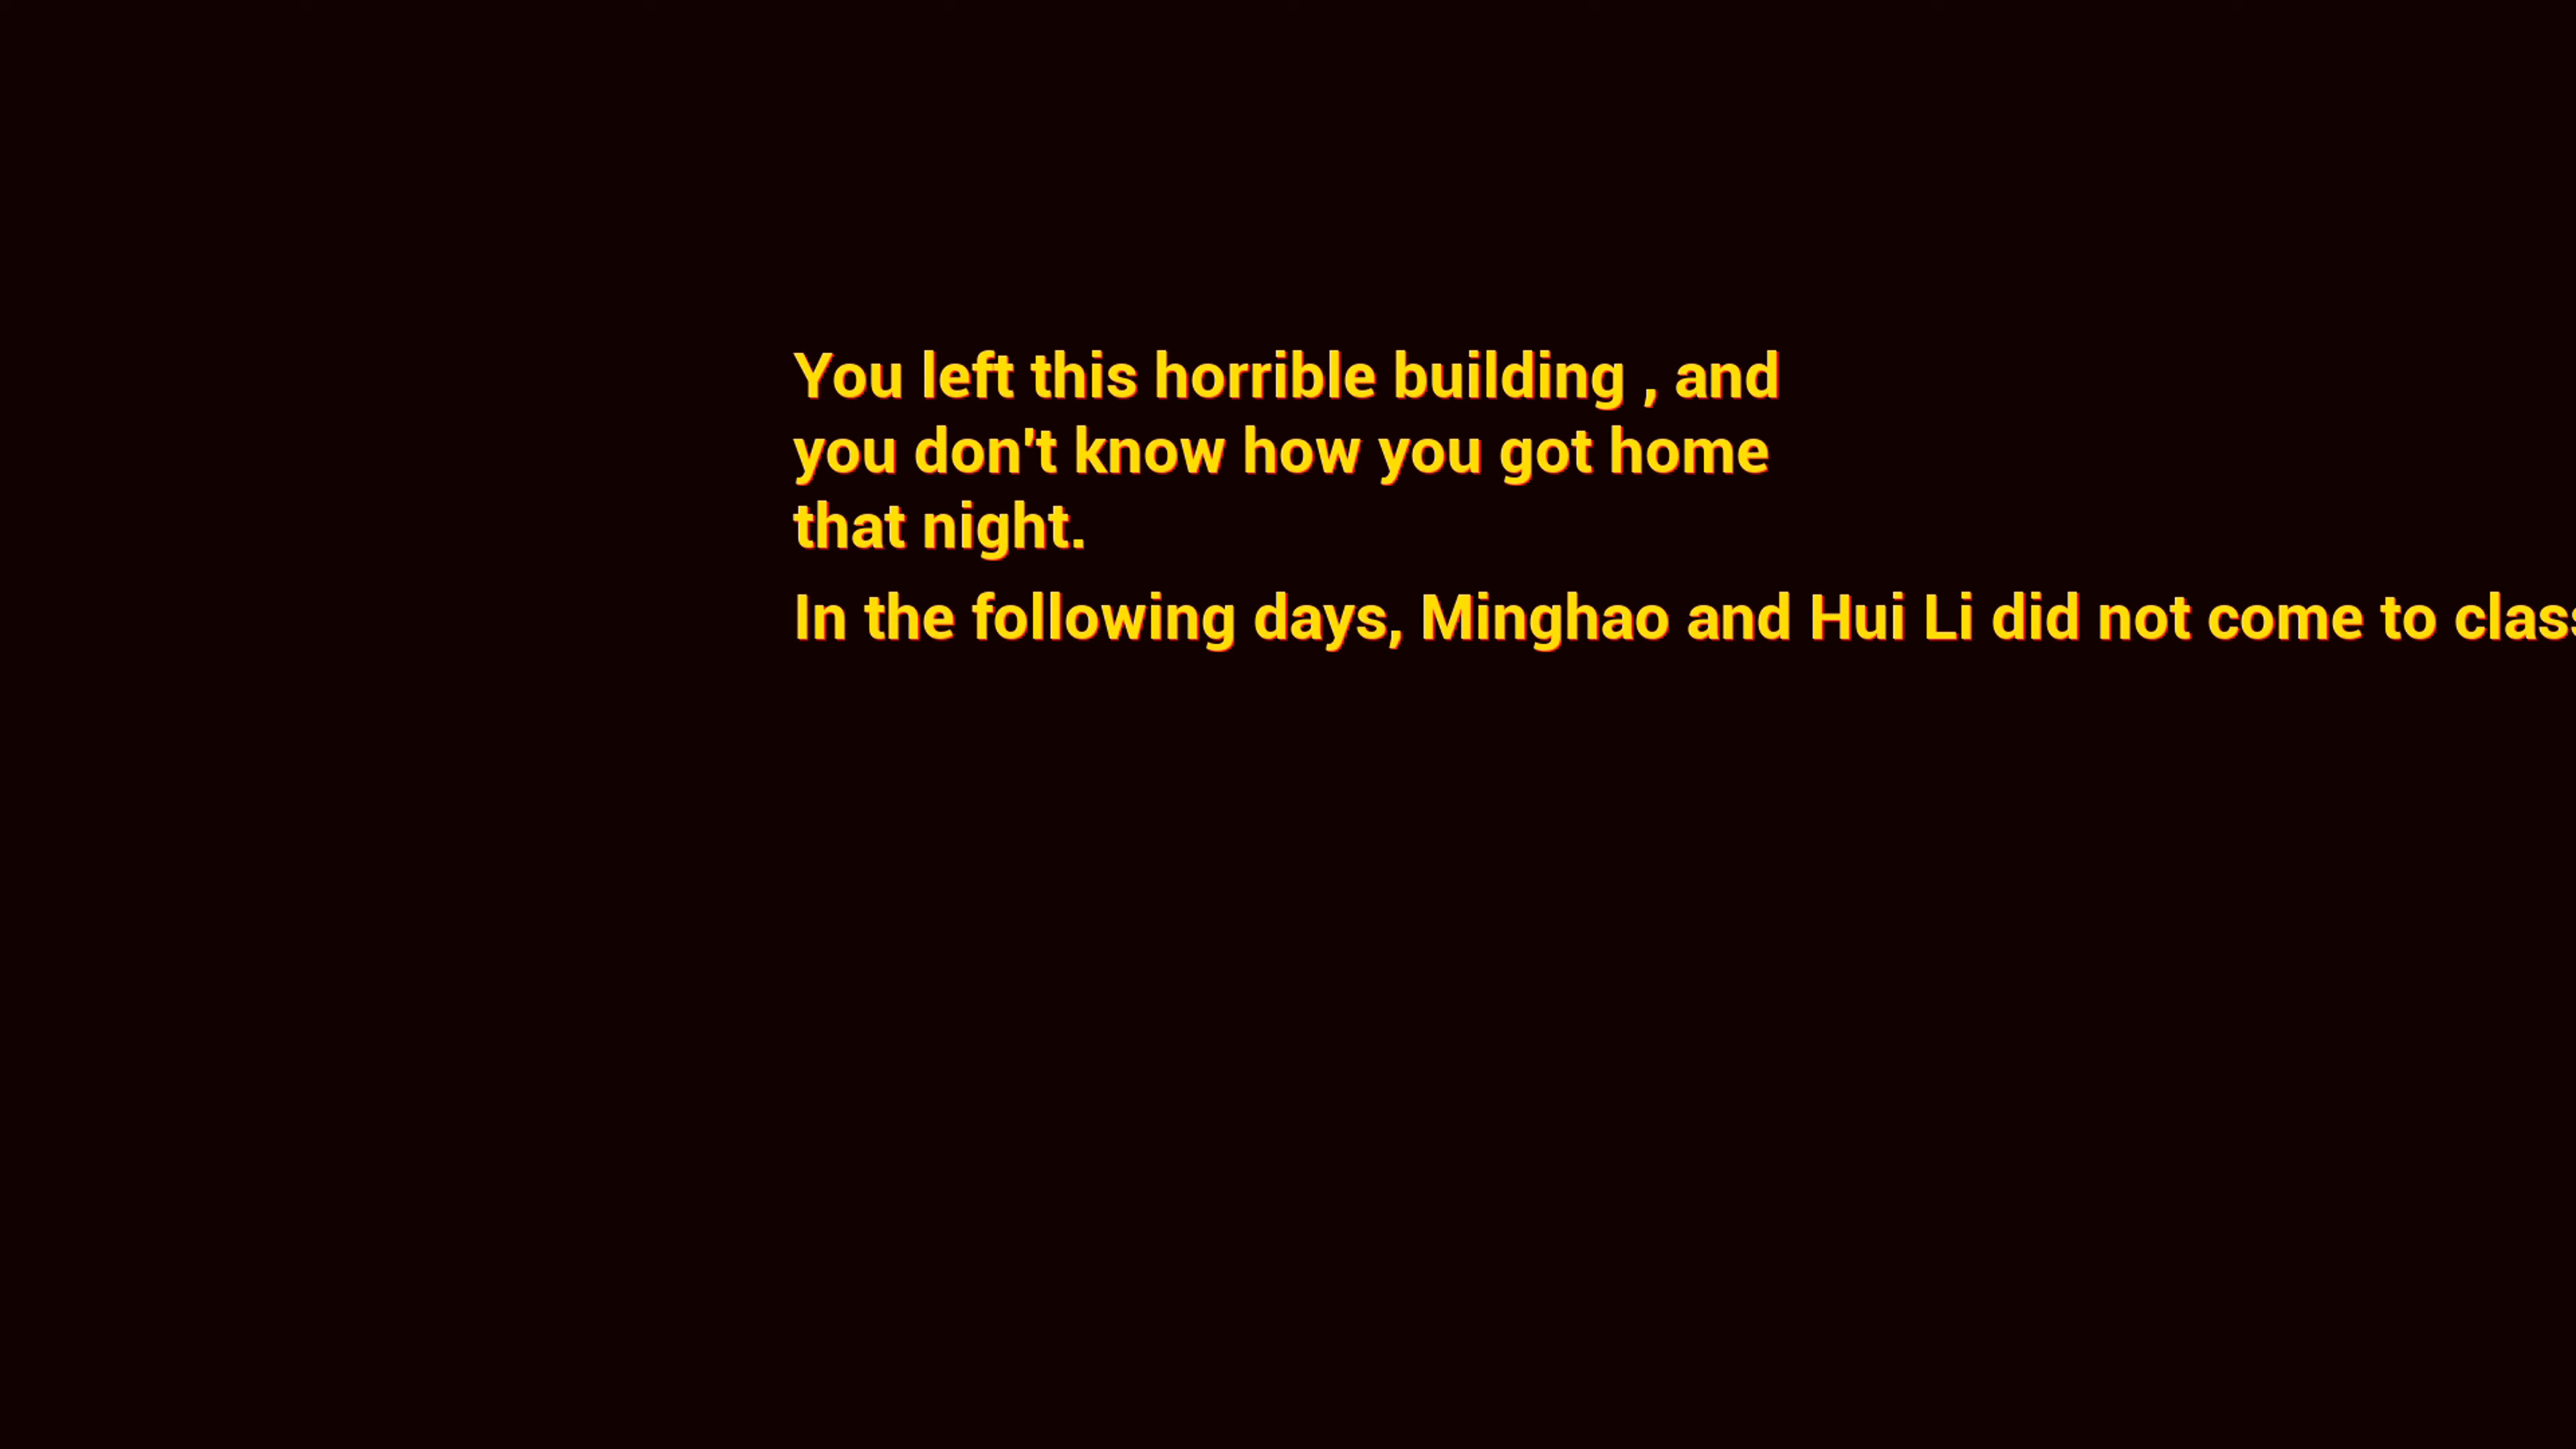 You left this horrible building , and
you don't know how you got home
that night.
In the following days, Minghao and Hui Li did not come to clas